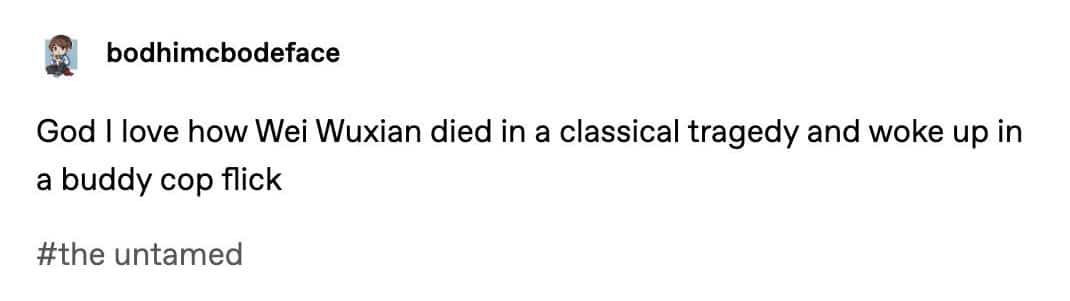 bodhimcbodeface
God I love how Wei Wuxian died in a classical tragedy and woke up in
a buddy cop flick
#the untamed